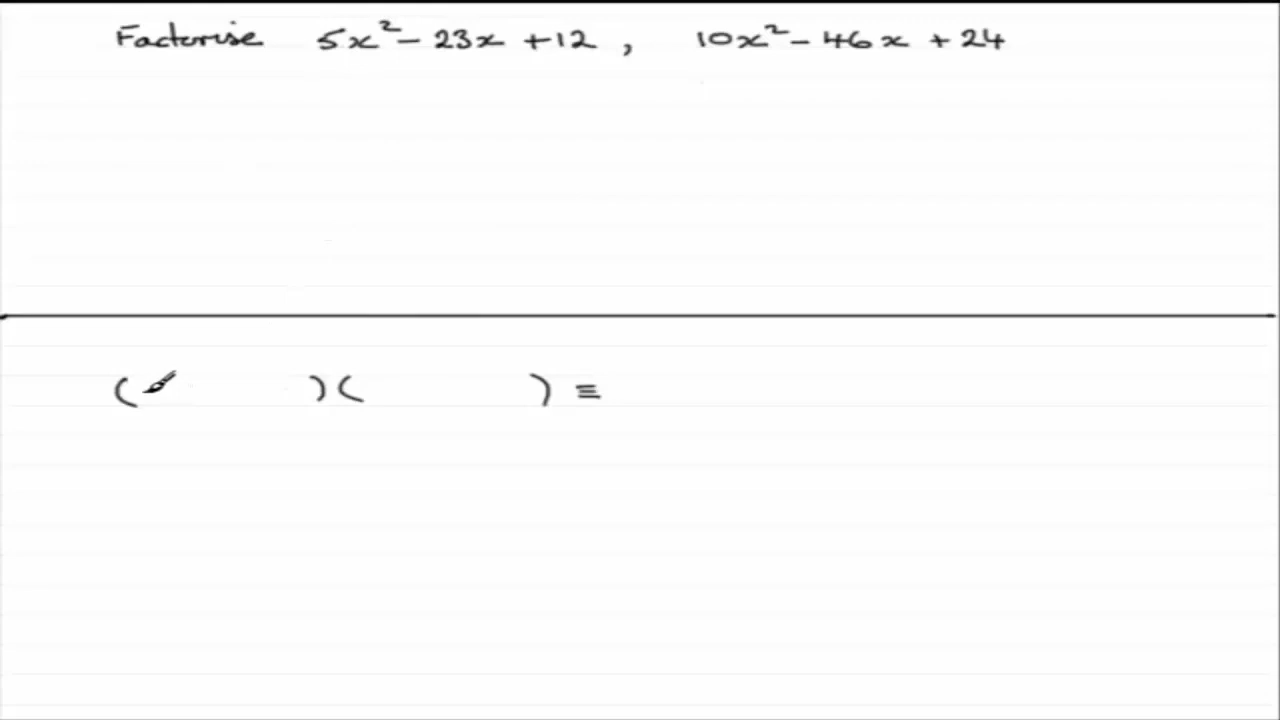 Factorise 5x² - 23x + 12 , 10x² - 46x + 24
( )( ) ≡